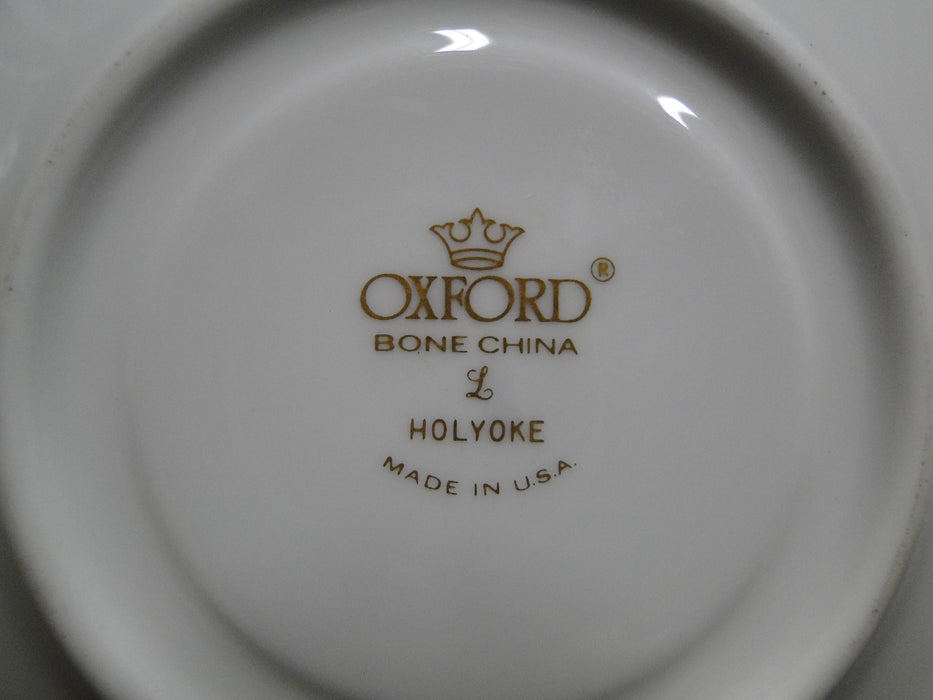 OXFORD ®
BONE CHINA
L
HOLYOKE
MADE IN U.S.A.